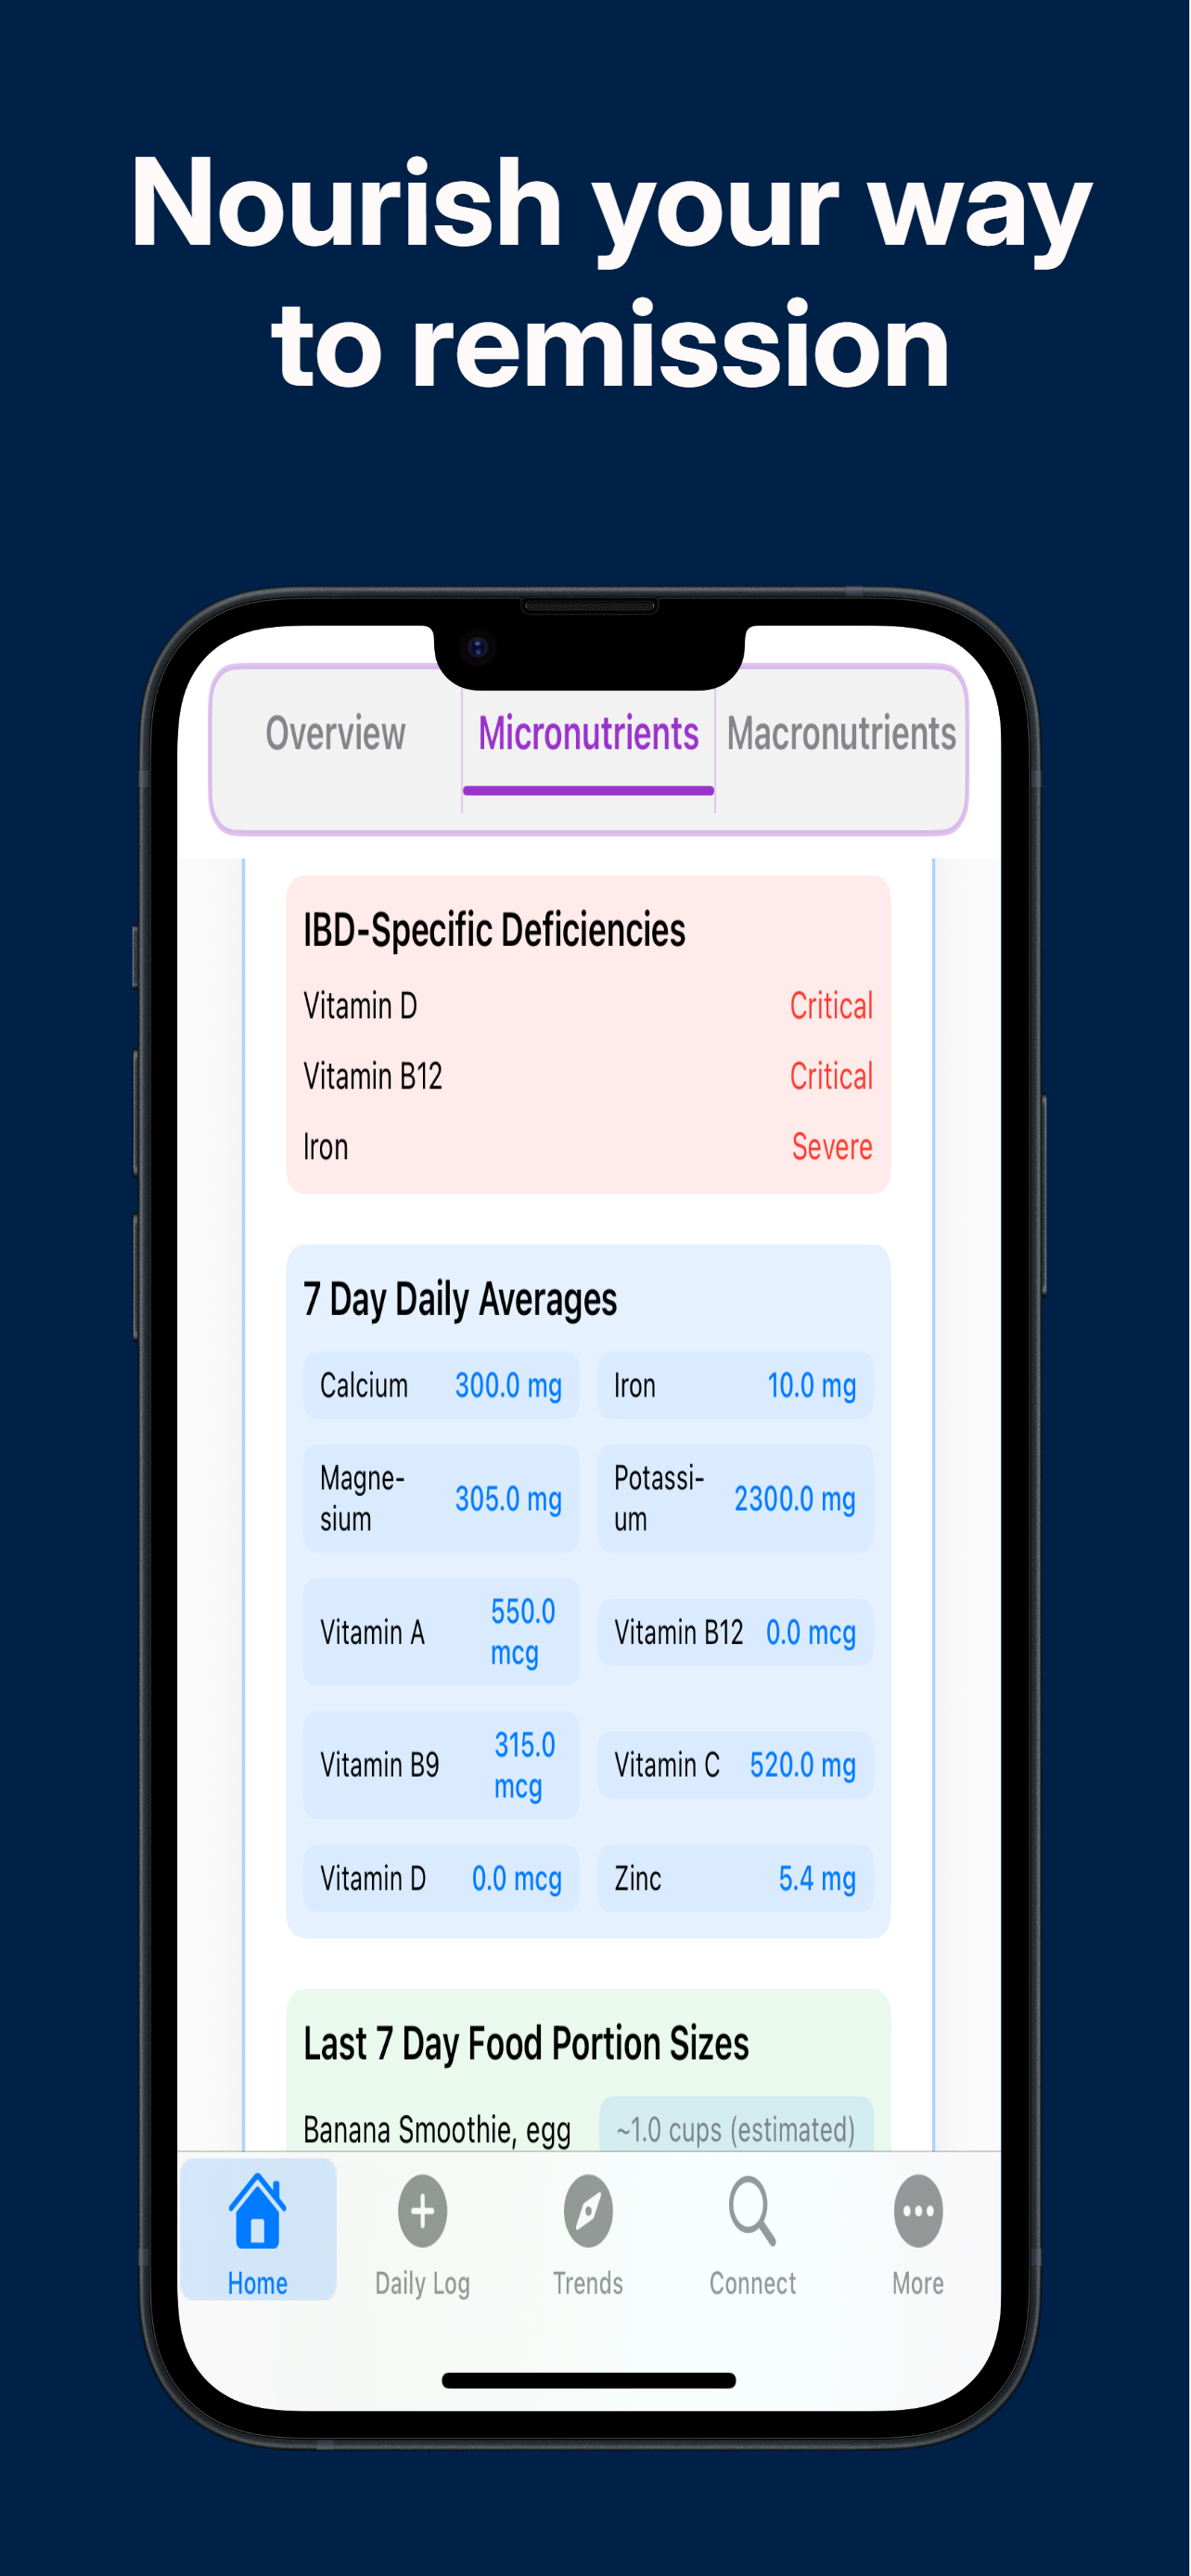 Nourish your way
to remission
Overview
Micronutrients
Macronutrients
IBD-Specific Deficiencies
Vitamin D
Critical
Vitamin B12
Critical
Iron
Severe
7 Day Daily Averages
Calcium
300.0 mg
Iron
10.0 mg
Magne-
sium
305.0 mg
Potassi-
um
2300.0 mg
Vitamin A
550.0
mcg
Vitamin B12
0.0 mcg
Vitamin B9
315.0
mcg
Vitamin C
520.0 mg
Vitamin D
0.0 mcg
Zinc
5.4 mg
Last 7 Day Food Portion Sizes
Banana Smoothie, egg
~1.0 cups (estimated)
Home
Daily Log
Trends
Connect
More